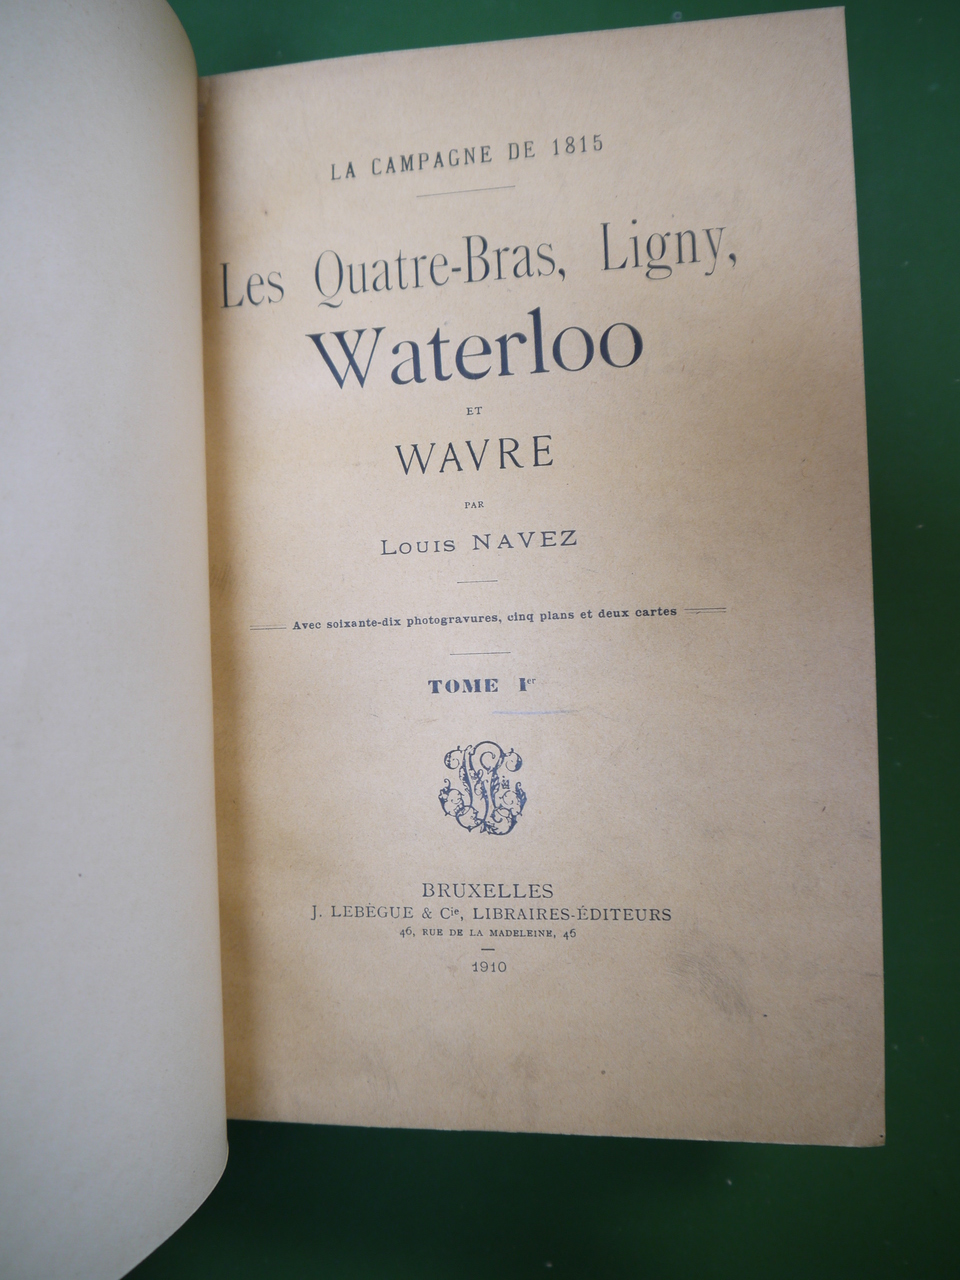 LA CAMPAGNE DE 1815
Les Quatre-Bras, Ligny,
Waterloo
ET
WAVRE
PAR
LOUIS NAVEZ
Avec soixante-dix photogravures, cinq plans et deux cartes
TOME Ier
BRUXELLES
J. LEBÈGUE & Cie, LIBRAIRES-ÉDITEURS
46, RUE DE LA MADELEINE, 46
1910